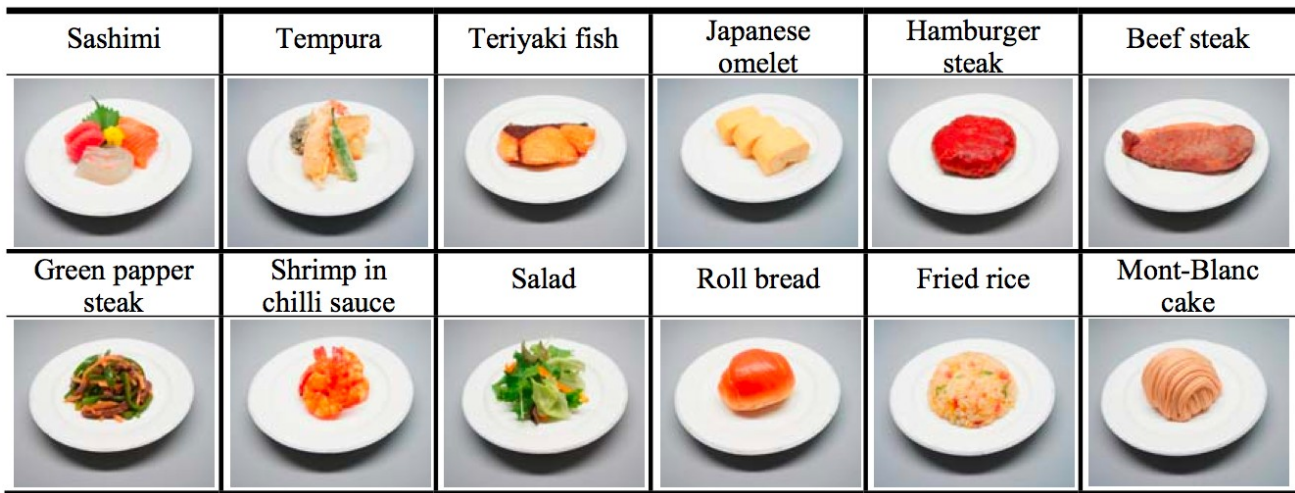 Sashimi
Tempura
Teriyaki fish
Japanese
omelet
Hamburger
steak
Beef steak
Green papper
steak
Shrimp in
chilli sauce
Salad
Roll bread
Fried rice
Mont-Blanc
cake